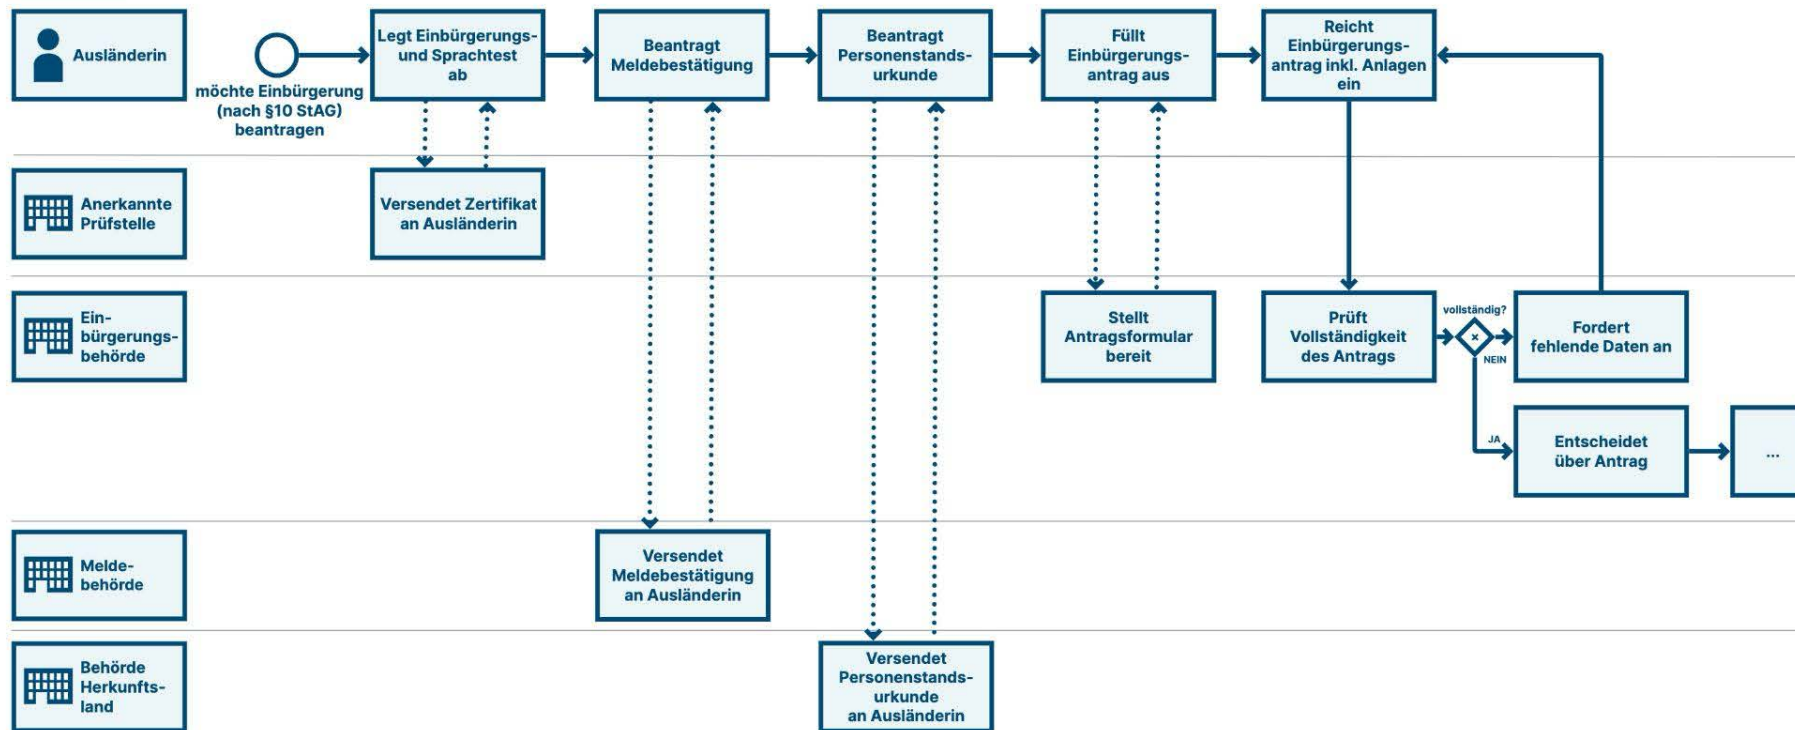 Ausländerin
möchte Einbürgerung
(nach §10 StAG)
beantragen
Legt Einbürgerungs-
und Sprachtest
ab
Beantragt
Meldebestätigung
Beantragt
Personenstands-
urkunde
Füllt
Einbürgerungs-
antrag aus
Reicht
Einbürgerungs-
antrag inkl. Anlagen
ein
Anerkannte
Prüfstelle
Versendet Zertifikat
an Ausländerin
Ein-
bürgerungs-
behörde
Stellt
Antragsformular
bereit
Prüft
Vollständigkeit
des Antrags
vollständig?
×
NEIN
Fordert
fehlende Daten an
JA
Entscheidet
über Antrag
...
Melde-
behörde
Versendet
Meldebestätigung
an Ausländerin
Behörde
Herkunfts-
land
Versendet
Personenstands-
urkunde
an Ausländerin